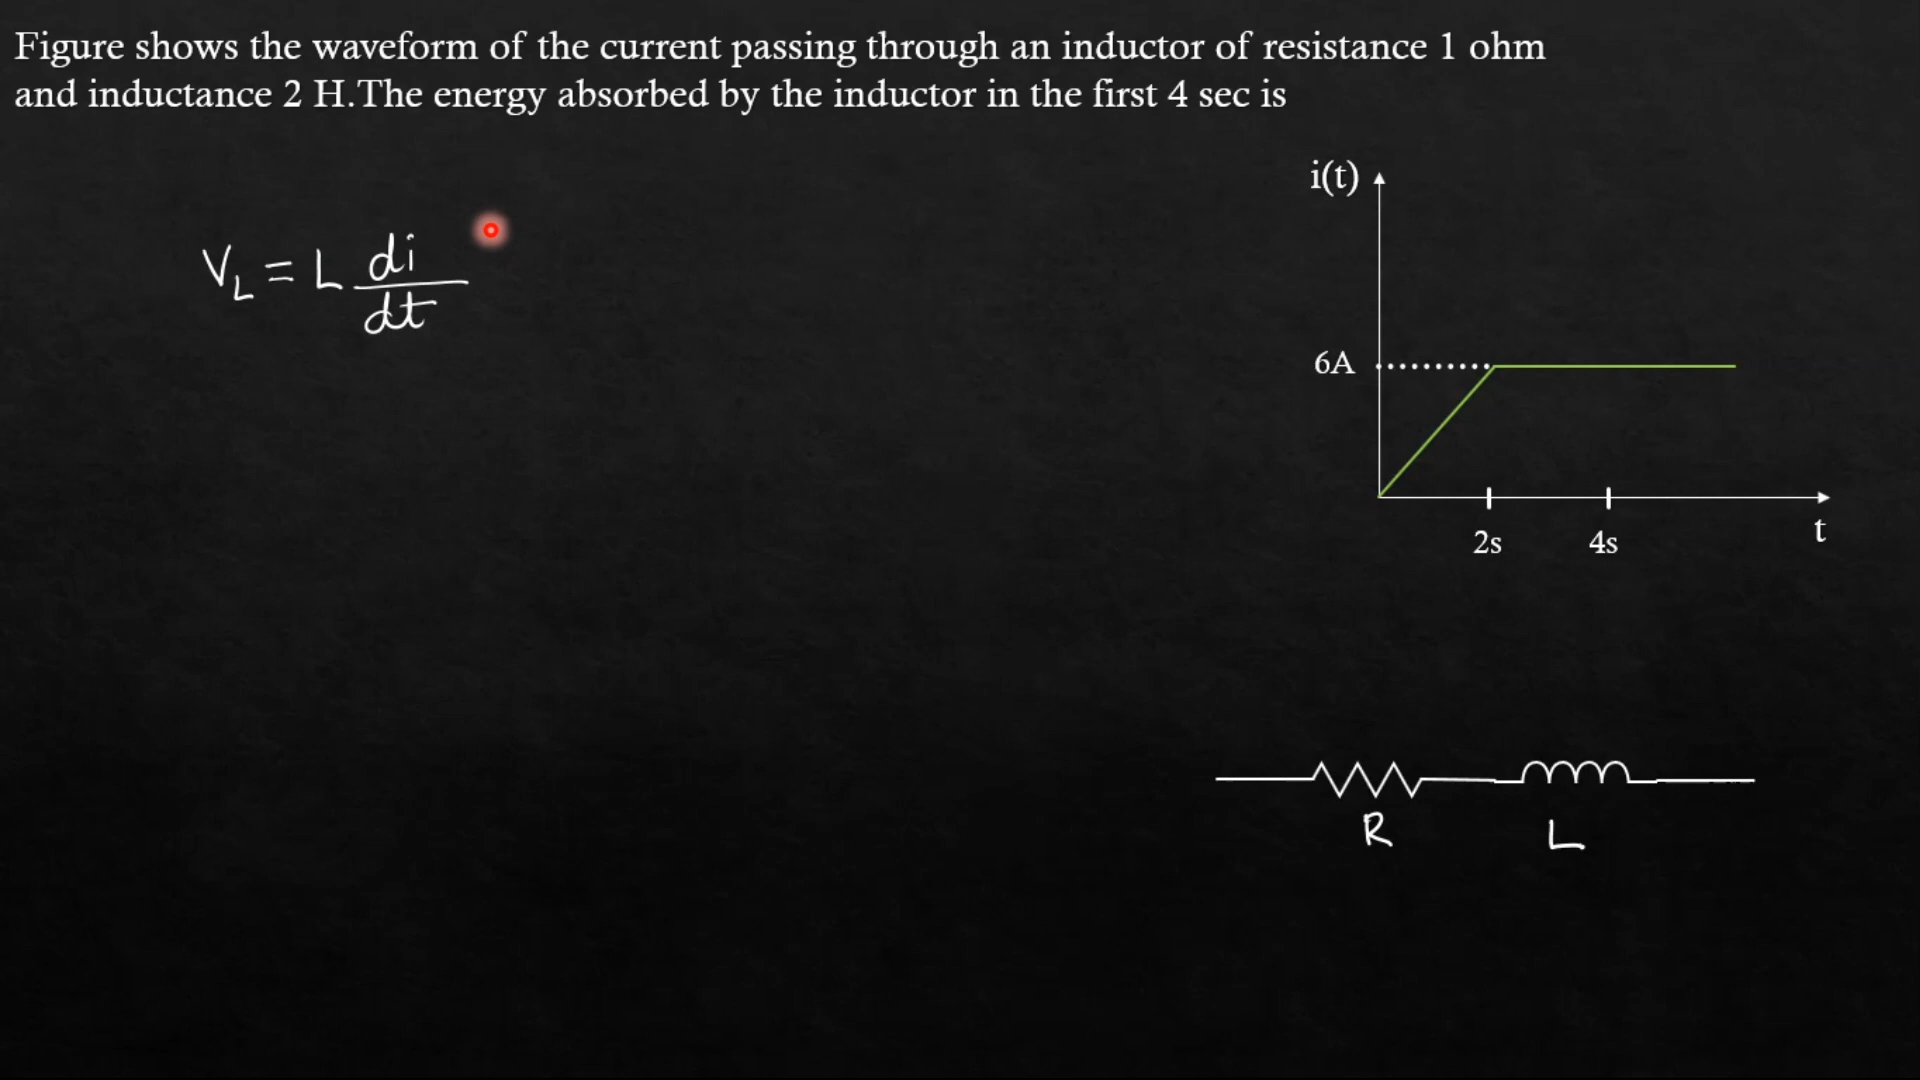 Figure shows the waveform of the current passing through an inductor of resistance 1 ohm
and inductance 2 H.The energy absorbed by the inductor in the first 4 sec is
i(t)
V_L = L di/dt
6A
2s
4s
t
R
L